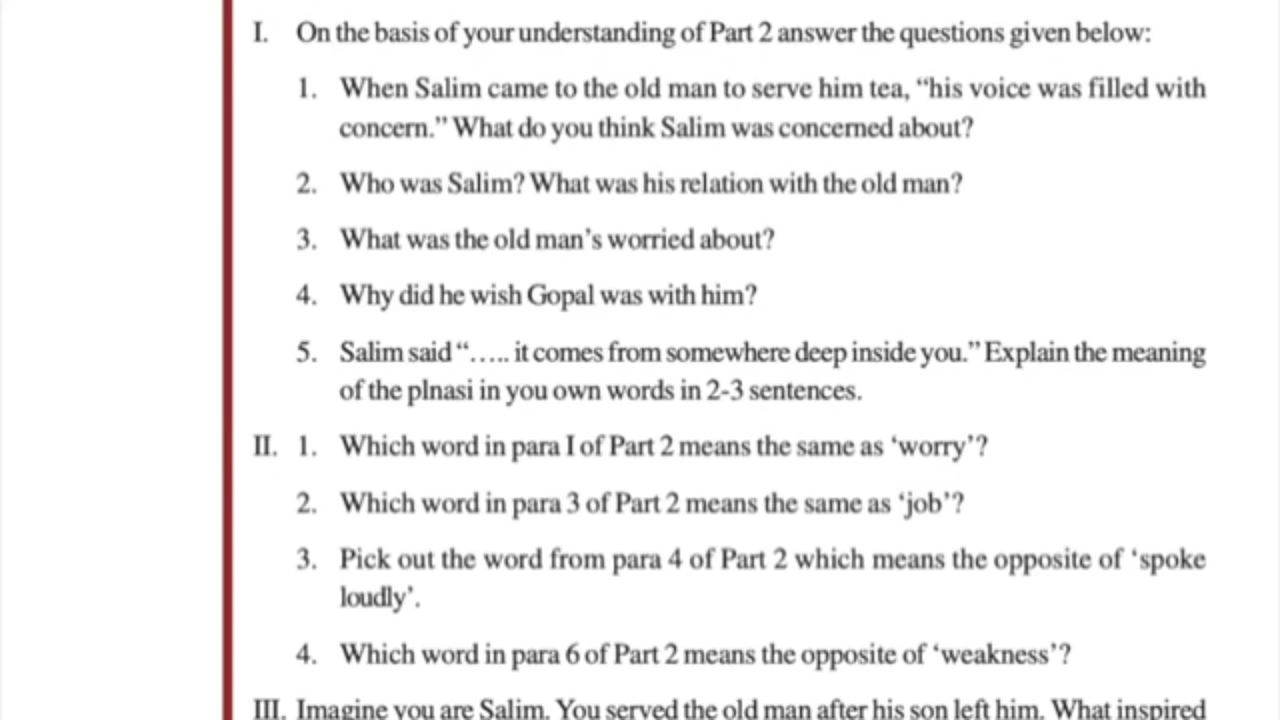 I. On the basis of your understanding of Part 2 answer the questions given below:
1. When Salim came to the old man to serve him tea, “his voice was filled with
concern.” What do you think Salim was concerned about?
2. Who was Salim? What was his relation with the old man?
3. What was the old man’s worried about?
4. Why did he wish Gopal was with him?
5. Salim said “….. it comes from somewhere deep inside you.” Explain the meaning
of the plnasi in you own words in 2-3 sentences.
II. 1. Which word in para I of Part 2 means the same as ‘worry’?
2. Which word in para 3 of Part 2 means the same as ‘job’?
3. Pick out the word from para 4 of Part 2 which means the opposite of ‘spoke
loudly’.
4. Which word in para 6 of Part 2 means the opposite of ‘weakness’?
III. Imagine you are Salim. You served the old man after his son left him. What inspired